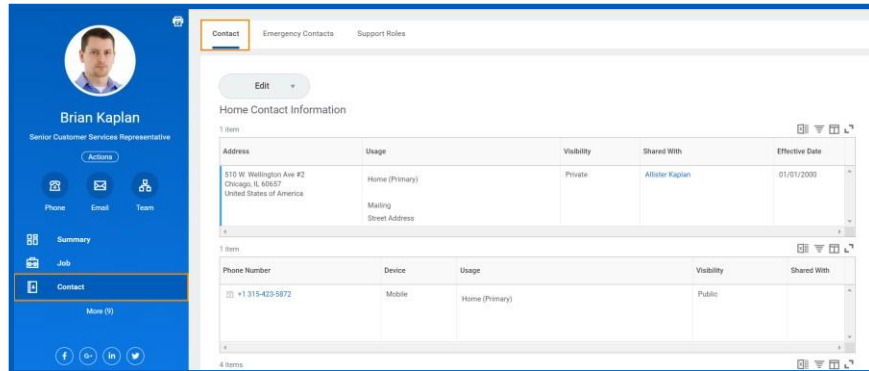 Brian Kaplan
Senior Customer Services Representative
Actions
Phone Email Team
Summary
Job
Contact
More (9)
Contact Emergency Contacts Support Roles
Edit
Home Contact Information
1 item
Address Usage Visibility Shared With Effective Date
510 W. Wellington Ave #2
Chicago, IL 60657
United States of America
Home (Primary)
Mailing
Street Address
Private
Allister Kaplan
01/01/2000
1 item
Phone Number Device Usage Visibility Shared With
+1 315-423-5872 Mobile Home (Primary) Public
4 items